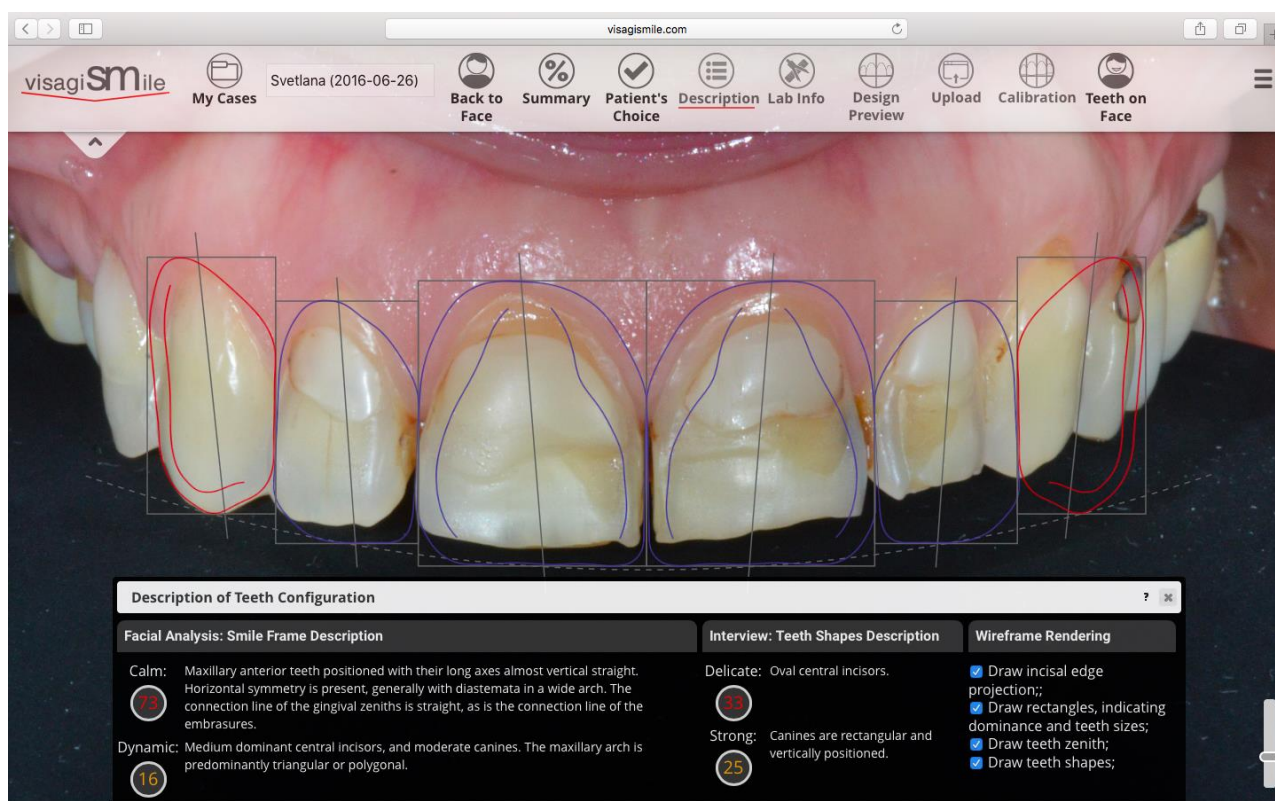 visagismile.com
visagiSMile
My Cases
Svetlana (2016-06-26)
Back to
Face
Summary
Patient's
Choice
Description
Lab Info
Design
Preview
Upload
Calibration
Teeth on
Face
Description of Teeth Configuration
?
Facial Analysis: Smile Frame Description
Calm:
73
Maxillary anterior teeth positioned with their long axes almost vertical straight.
Horizontal symmetry is present, generally with diastemata in a wide arch. The
connection line of the gingival zeniths is straight, as is the connection line of the
embrasures.
Dynamic:
16
Medium dominant central incisors, and moderate canines. The maxillary arch is
predominantly triangular or polygonal.
Interview: Teeth Shapes Description
Delicate:
33
Oval central incisors.
Strong:
25
Canines are rectangular and
vertically positioned.
Wireframe Rendering
Draw incisal edge
projection;;
Draw rectangles, indicating
dominance and teeth sizes;
Draw teeth zenith;
Draw teeth shapes;